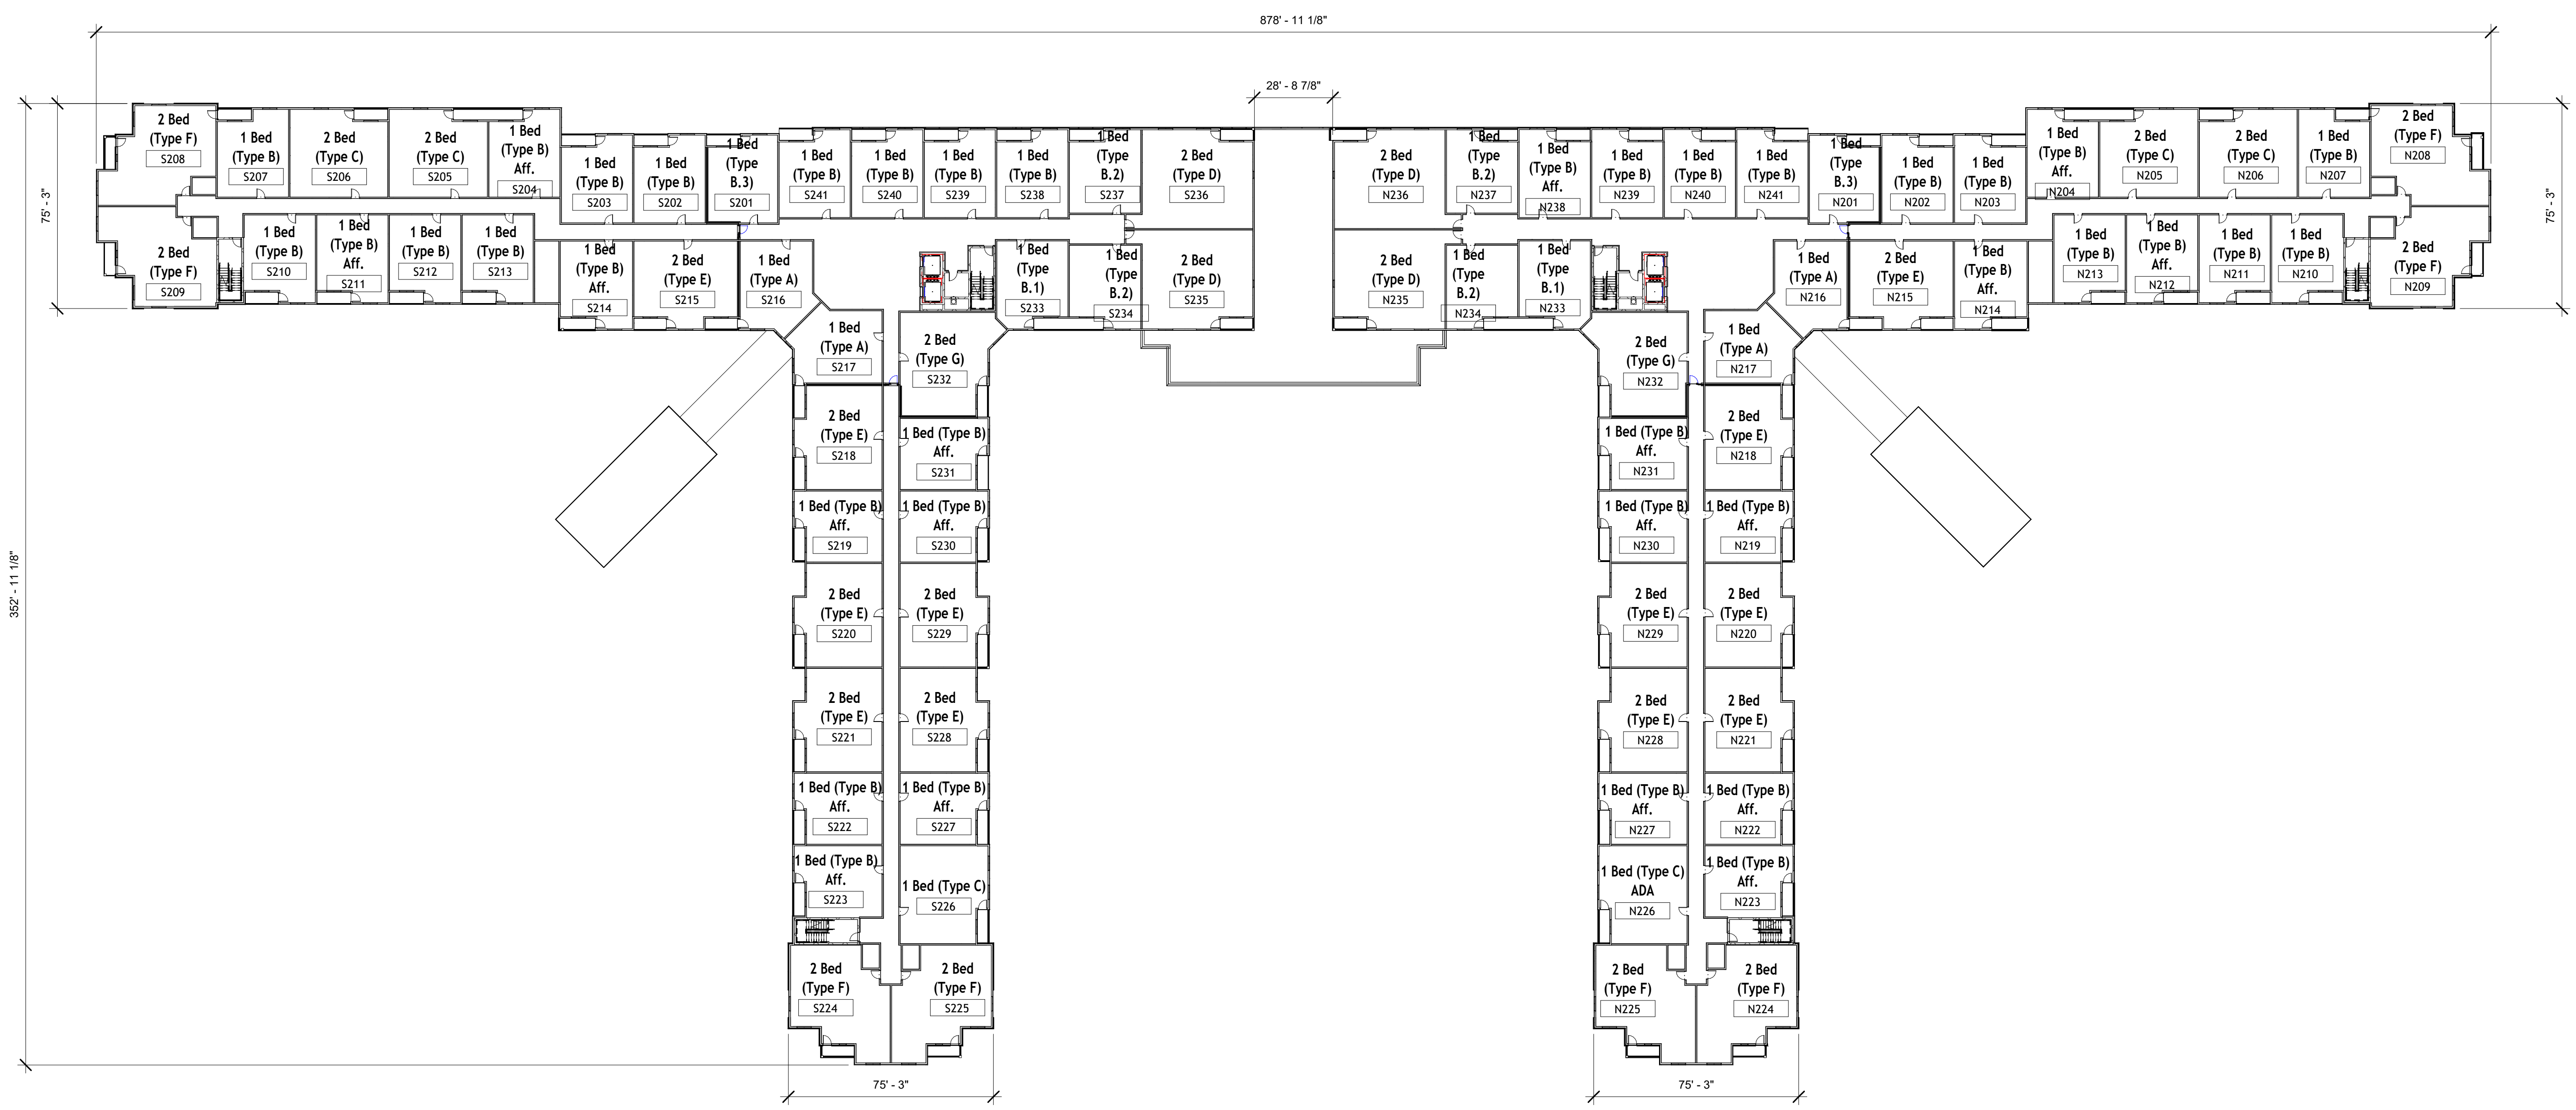 878' - 11 1/8"
28' - 8 7/8"
75' - 3"
352' - 11 1/8"
75' - 3"
2 Bed
(Type F)
S208
1 Bed
(Type B)
S207
2 Bed
(Type C)
S206
2 Bed
(Type C)
S205
1 Bed
(Type B)
Aff.
S204
1 Bed
(Type B)
S203
1 Bed
(Type B)
S202
1 Bed
(Type
B.3)
S201
1 Bed
(Type B)
S241
1 Bed
(Type B)
S240
1 Bed
(Type B)
S239
1 Bed
(Type B)
S238
1 Bed
(Type
B.2)
S237
2 Bed
(Type D)
S236
2 Bed
(Type D)
N236
1 Bed
(Type
B.2)
N237
1 Bed
(Type B)
Aff.
N238
1 Bed
(Type B)
N239
1 Bed
(Type B)
N240
1 Bed
(Type B)
N241
1 Bed
(Type
B.3)
N201
1 Bed
(Type B)
N202
1 Bed
(Type B)
N203
1 Bed
(Type B)
Aff.
N204
2 Bed
(Type C)
N205
2 Bed
(Type C)
N206
1 Bed
(Type B)
N207
2 Bed
(Type F)
N208
2 Bed
(Type F)
S209
1 Bed
(Type B)
S210
1 Bed
(Type B)
Aff.
S211
1 Bed
(Type B)
S212
1 Bed
(Type B)
S213
1 Bed
(Type B)
Aff.
S214
2 Bed
(Type E)
S215
1 Bed
(Type A)
S216
1 Bed
(Type
B.1)
S233
1 Bed
(Type
B.2)
S234
2 Bed
(Type D)
S235
2 Bed
(Type D)
N235
1 Bed
(Type
B.2)
N234
1 Bed
(Type
B.1)
N233
1 Bed
(Type A)
N216
2 Bed
(Type E)
N215
1 Bed
(Type B)
Aff.
N214
1 Bed
(Type B)
N213
1 Bed
(Type B)
Aff.
N212
1 Bed
(Type B)
N211
1 Bed
(Type B)
N210
2 Bed
(Type F)
N209
1 Bed
(Type A)
S217
2 Bed
(Type G)
S232
2 Bed
(Type G)
N232
1 Bed
(Type A)
N217
2 Bed
(Type E)
S218
1 Bed (Type B)
Aff.
S231
1 Bed (Type B)
Aff.
N231
2 Bed
(Type E)
N218
1 Bed (Type B)
Aff.
S219
1 Bed (Type B)
Aff.
S230
1 Bed (Type B)
Aff.
N230
1 Bed (Type B)
Aff.
N219
2 Bed
(Type E)
S220
2 Bed
(Type E)
S229
2 Bed
(Type E)
N229
2 Bed
(Type E)
N220
2 Bed
(Type E)
S221
2 Bed
(Type E)
S228
2 Bed
(Type E)
N228
2 Bed
(Type E)
N221
1 Bed (Type B)
Aff.
S222
1 Bed (Type B)
Aff.
S227
1 Bed (Type B)
Aff.
N227
1 Bed (Type B)
Aff.
N222
1 Bed (Type B)
Aff.
S223
1 Bed (Type C)
S226
1 Bed (Type C)
ADA
N226
1 Bed (Type B)
Aff.
N223
2 Bed
(Type F)
S224
2 Bed
(Type F)
S225
2 Bed
(Type F)
N225
2 Bed
(Type F)
N224
75' - 3"
75' - 3"